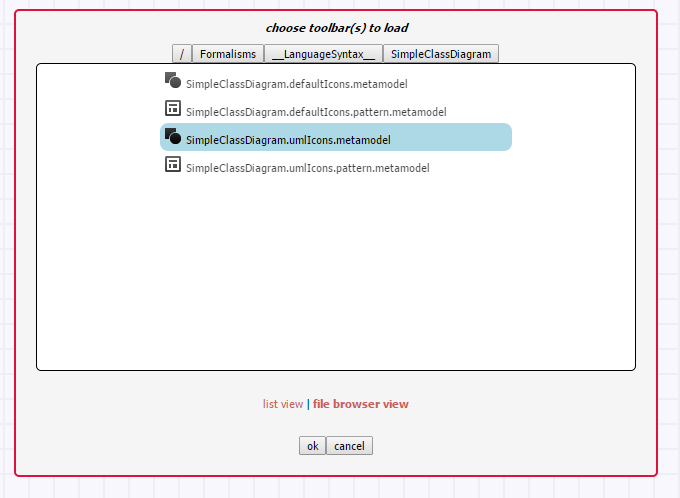 choose toolbar(s) to load
/ Formalisms __LanguageSyntax__ SimpleClassDiagram
SimpleClassDiagram.defaultIcons.metamodel
SimpleClassDiagram.defaultIcons.pattern.metamodel
SimpleClassDiagram.umlIcons.metamodel
SimpleClassDiagram.umlIcons.pattern.metamodel
list view | file browser view
ok cancel